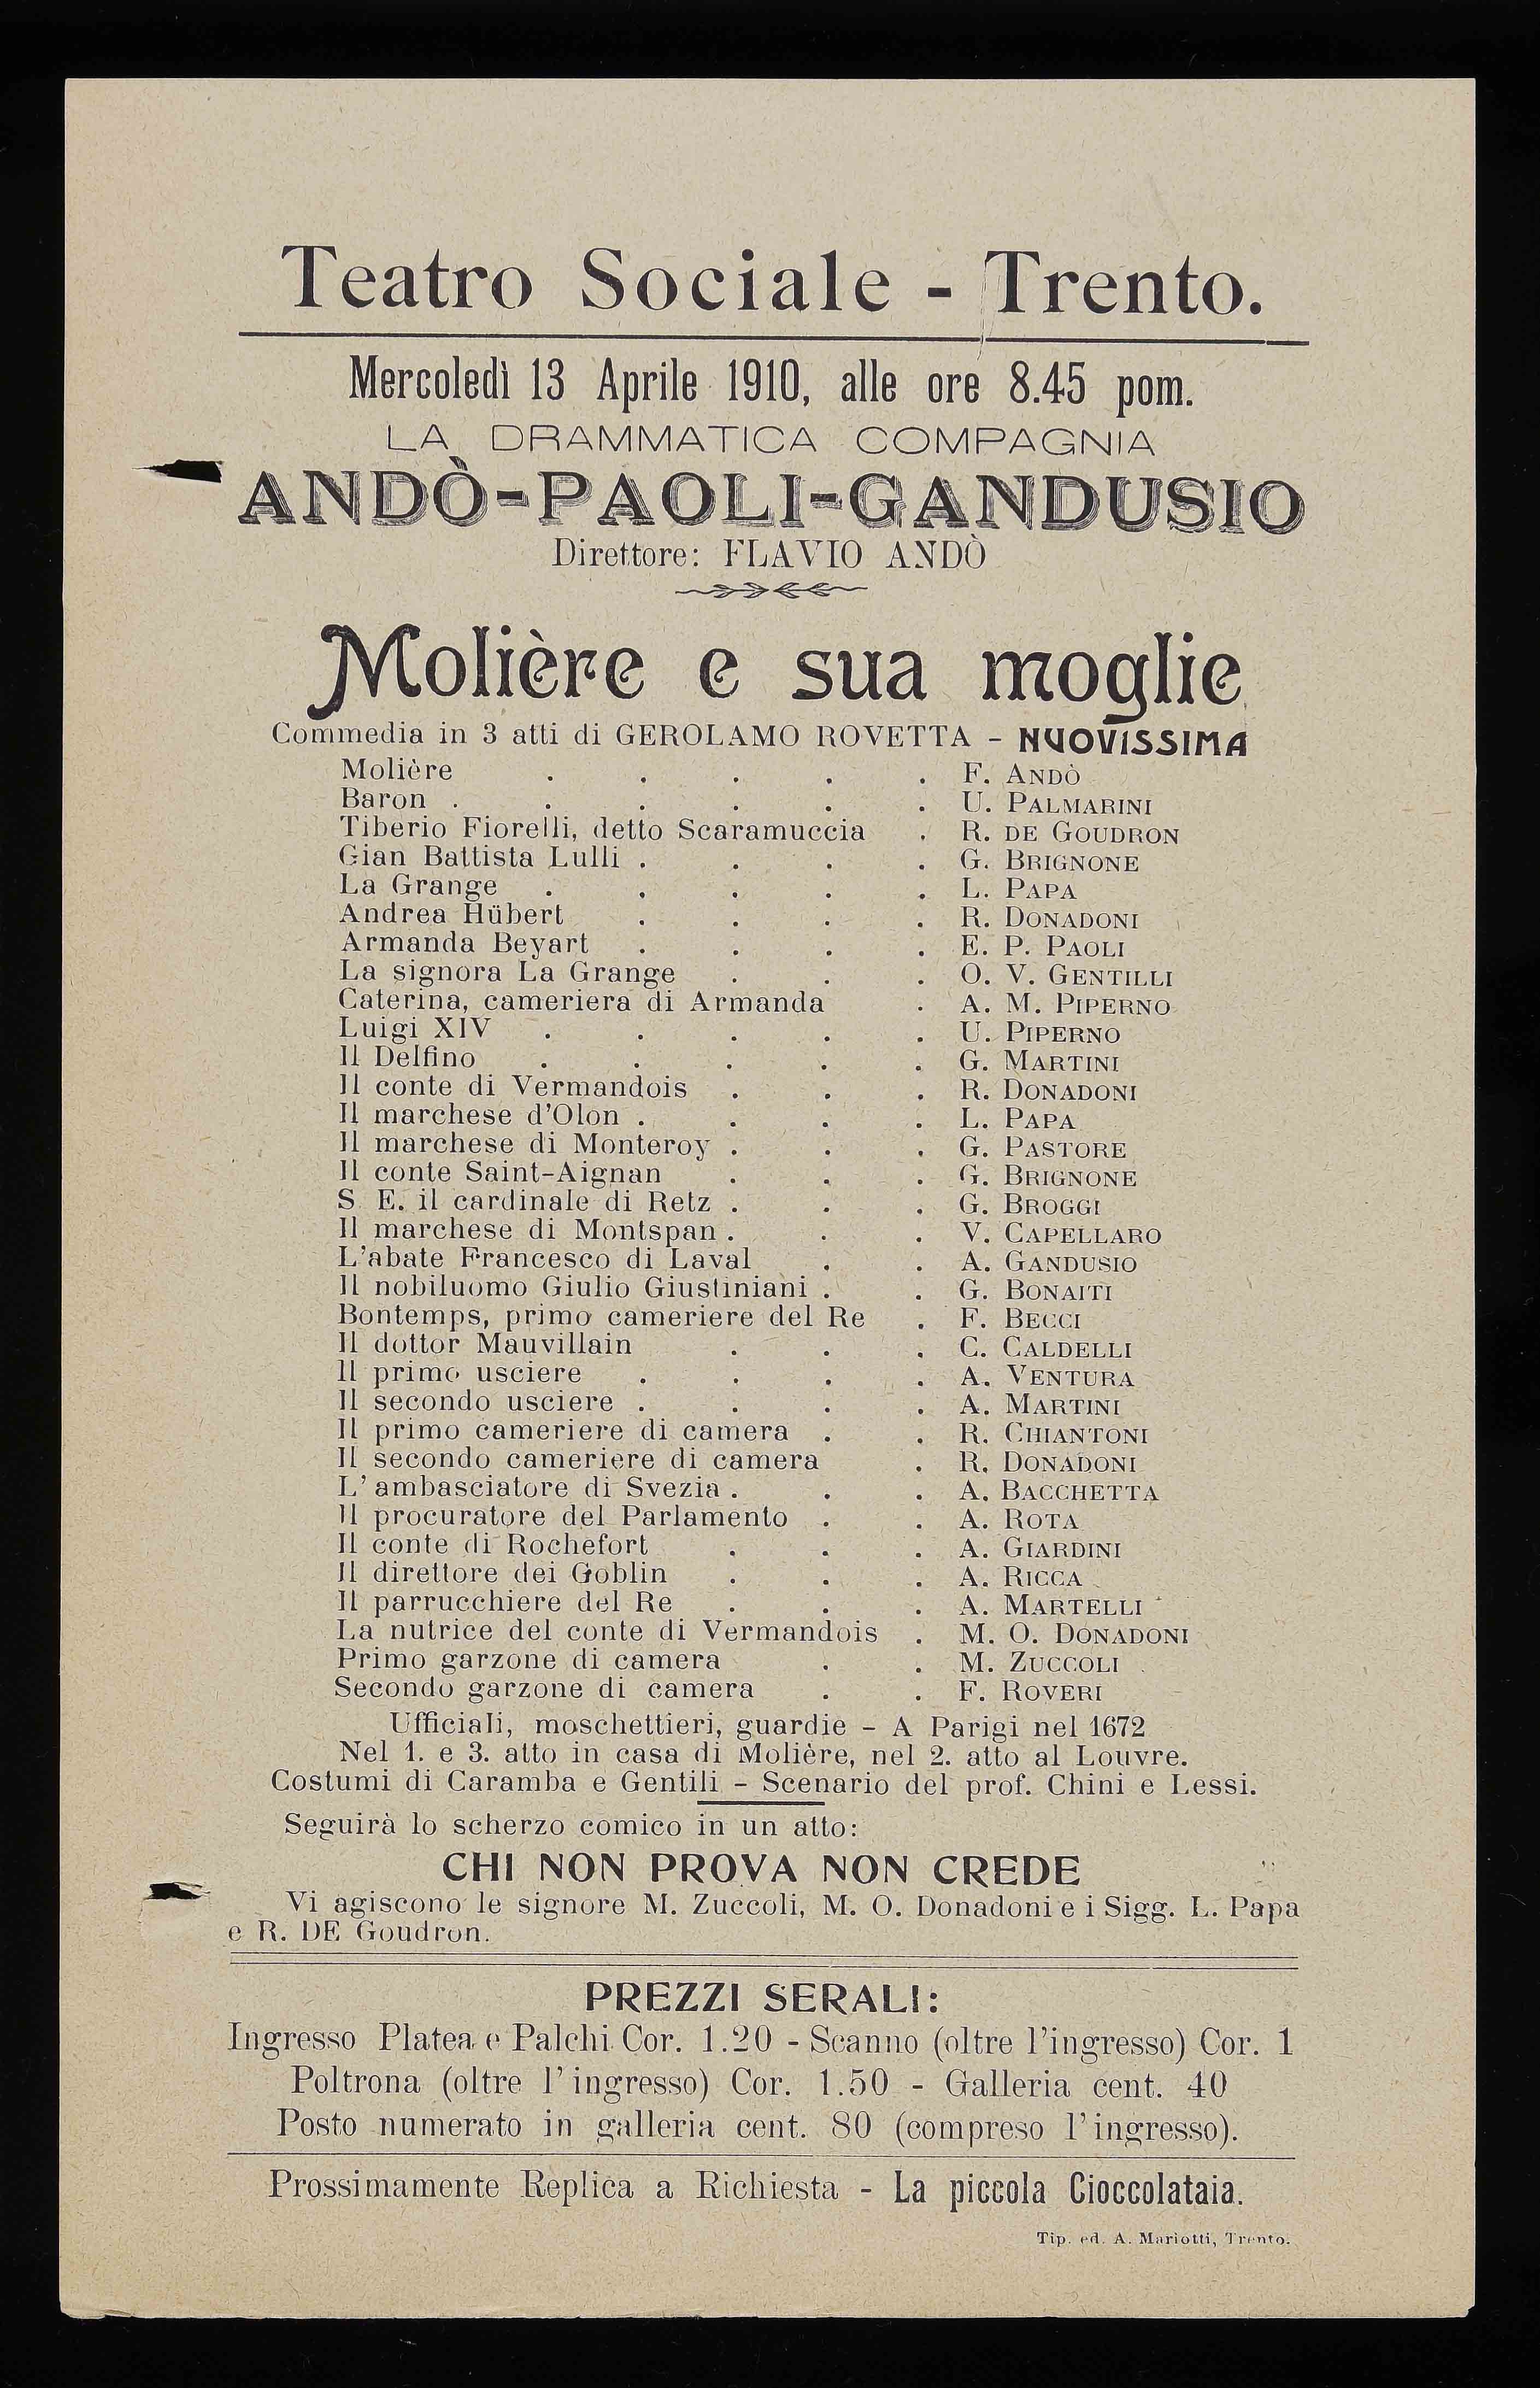 Teatro Sociale - Trento.
Mercoledì 13 Aprile 1910, alle ore 8.45 pom.
LA DRAMMATICA COMPAGNIA
ANDÒ-PAOLI-GANDUSIO
Direttore: FLAVIO ANDÒ
Molière e sua moglie
Commedia in 3 atti di GEROLAMO ROVETTA - NUOVISSIMA
Molière . . . . . F. ANDÒ
Baron . . . . . . U. PALMARINI
Tiberio Fiorelli, detto Scaramuccia . R. DE GOUDRON
Gian Battista Lulli . . . . G. BRIGNONE
La Grange . . . . . L. PAPA
Andrea Hübert . . . . R. DONADONI
Armanda Beyart . . . . E. P. PAOLI
La signora La Grange . . . O. V. GENTILLI
Caterina, cameriera di Armanda . A. M. PIPERNO
Luigi XIV . . . . . U. PIPERNO
Il Delfino . . . . . G. MARTINI
Il conte di Vermandois . . . R. DONADONI
Il marchese d'Olon . . . . L. PAPA
Il marchese di Monteroy . . . G. PASTORE
Il conte Saint-Aignan . . . G. BRIGNONE
S. E. il cardinale di Retz . . . G. BROGGI
Il marchese di Montspan . . . V. CAPELLARO
L'abate Francesco di Laval . . A. GANDUSIO
Il nobiluomo Giulio Giustiniani . . G. BONAITI
Bontemps, primo cameriere del Re . F. BECCI
Il dottor Mauvillain . . . C. CALDELLI
Il primo usciere . . . . A. VENTURA
Il secondo usciere . . . . A. MARTINI
Il primo cameriere di camera . . R. CHIANTONI
Il secondo cameriere di camera . R. DONADONI
L' ambasciatore di Svezia . . . A. BACCHETTA
Il procuratore del Parlamento . . A. ROTA
Il conte di Rochefort . . . A. GIARDINI
Il direttore dei Goblin . . . A. RICCA
Il parrucchiere del Re . . . A. MARTELLI
La nutrice del conte di Vermandois . M. O. DONADONI
Primo garzone di camera . . M. ZUCCOLI
Secondo garzone di camera . . F. ROVERI
Ufficiali, moschettieri, guardie - A Parigi nel 1672
Nel 1. e 3. atto in casa di Molière, nel 2. atto al Louvre.
Costumi di Caramba e Gentili - Scenario del prof. Chini e Lessi.
Seguirà lo scherzo comico in un atto:
CHI NON PROVA NON CREDE
Vi agiscono le signore M. Zuccoli, M. O. Donadoni e i Sigg. L. Papa
e R. DE Goudron.
PREZZI SERALI:
Ingresso Platea e Palchi Cor. 1.20 - Scanno (oltre l'ingresso) Cor. 1
Poltrona (oltre l' ingresso) Cor. 1.50 - Galleria cent. 40
Posto numerato in galleria cent. 80 (compreso l' ingresso).
Prossimamente Replica a Richiesta - La piccola Cioccolataia.
Tip. ed. A. Mariotti, Trento.